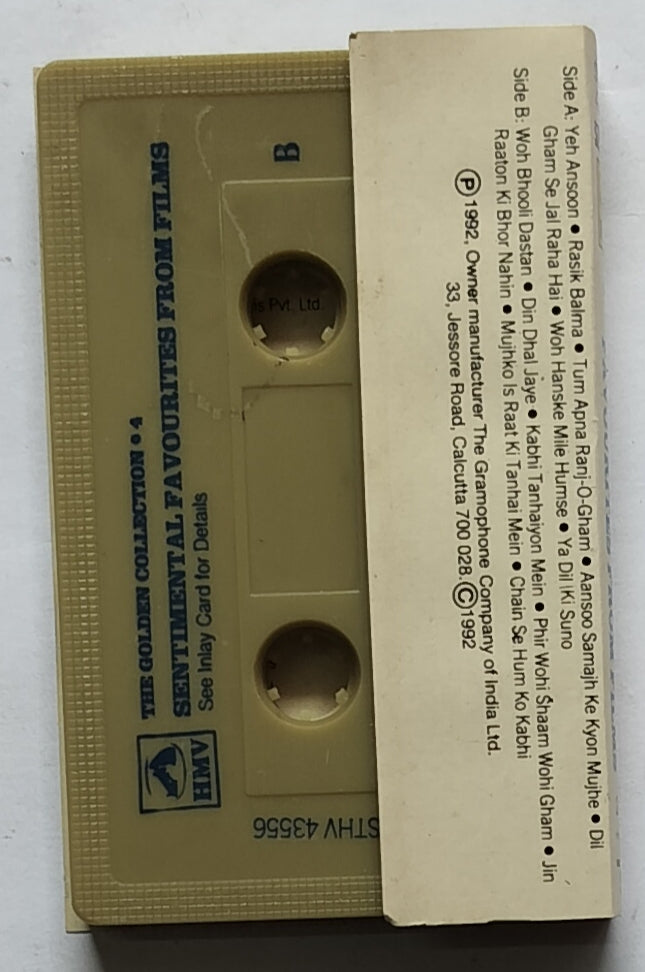 B
THE GOLDEN COLLECTION • 4
SENTIMENTAL FAVOURITES FROM FILMS
See Inlay Card for Details
HMV
STHV 43556
Pvt. Ltd.
Side A: Yeh Ansoon • Rasik Balma • Tum Apna Ranj-O-Gham • Aansoo Samajh Ke Kyon Mujhe • Dil
Gham Se Jal Raha Hai • Woh Hanske Mile Humse • Ya Dil Ki Suno
Side B: Woh Bhooli Dastan • Din Dhal Jaye • Kabhi Tanhaiyon Mein • Phir Wohi Shaam Wohi Gham • Jin
Raaton Ki Bhor Nahin • Mujhko Is Raat Ki Tanhai Mein • Chain Se Hum Ko Kabhi
Ⓟ 1992, Owner manufacturer The Gramophone Company of India Ltd.
33, Jessore Road, Calcutta 700 028. © 1992